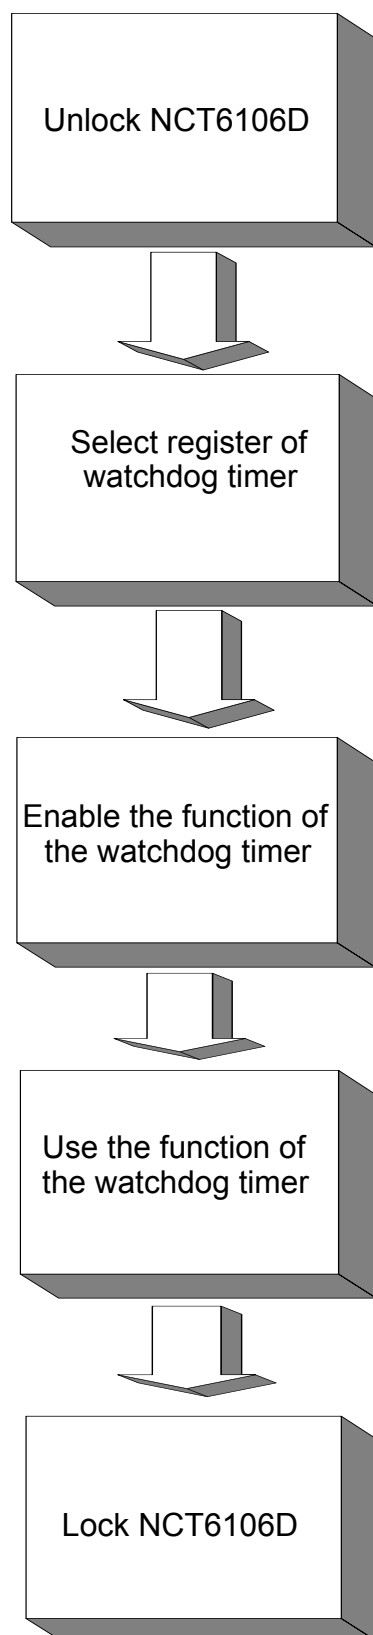 Unlock NCT6106D
Select register of
watchdog timer
Enable the function of
the watchdog timer
Use the function of
the watchdog timer
Lock NCT6106D